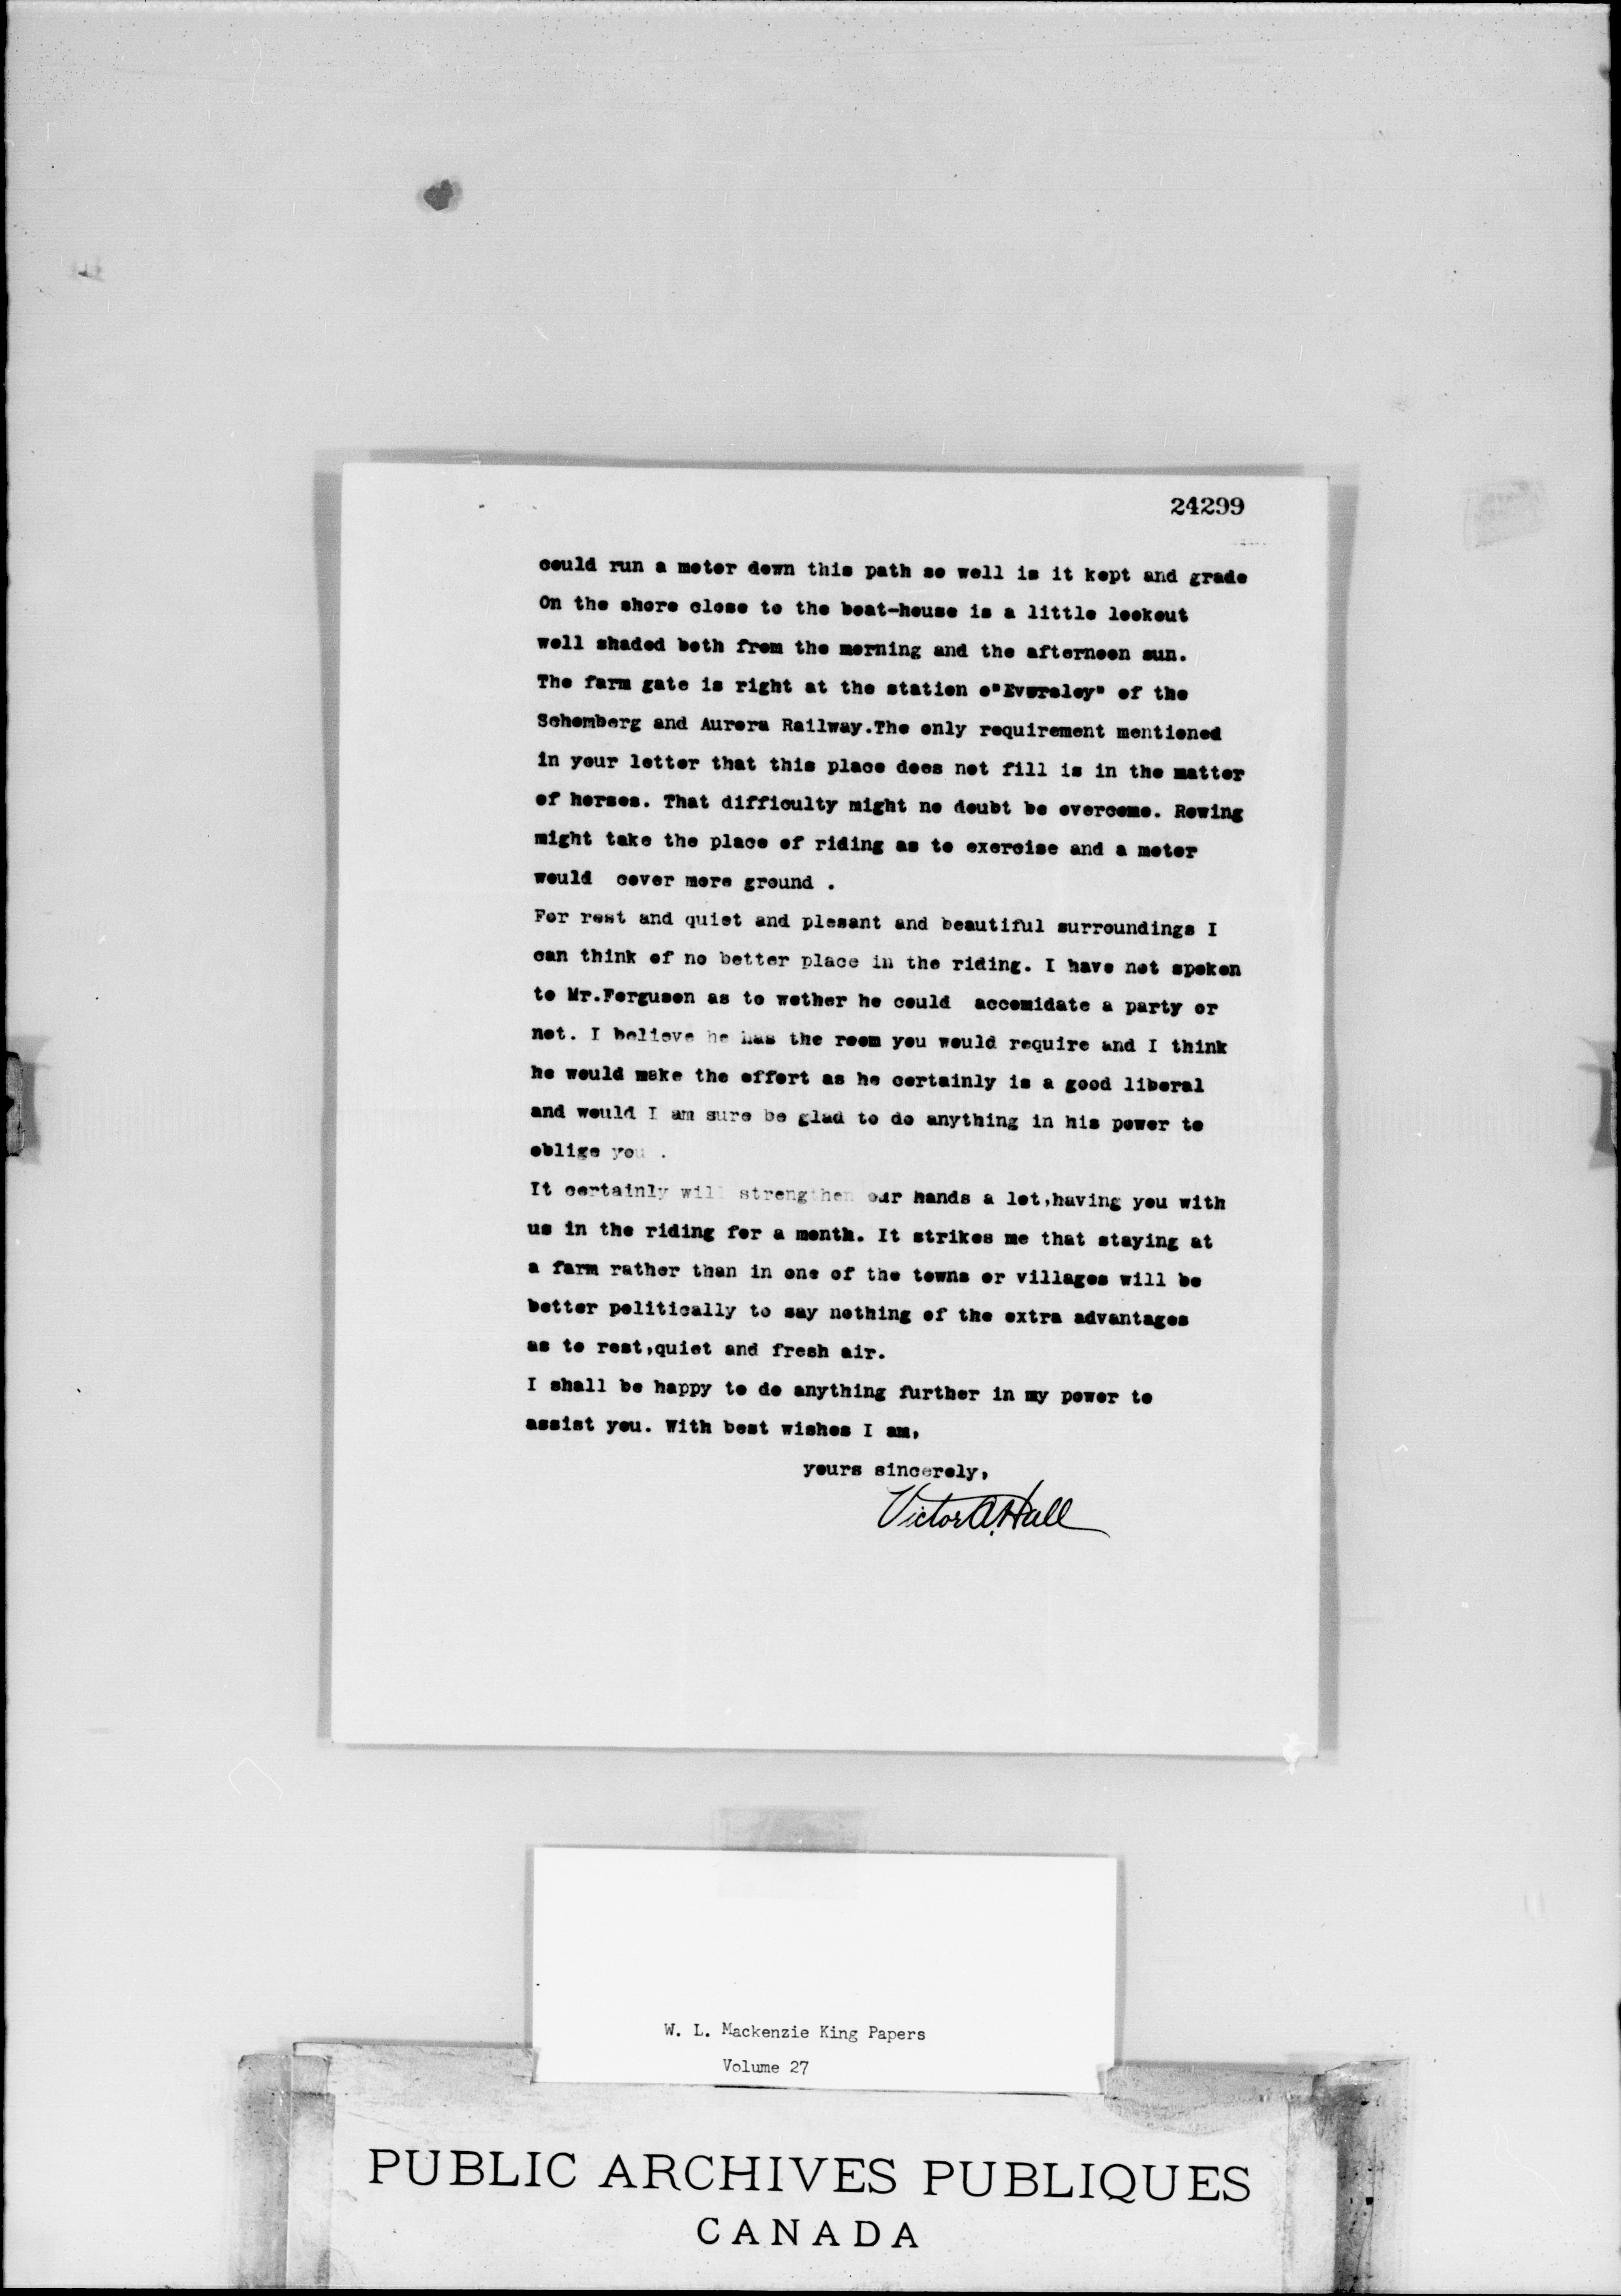 24299
could run a motor down this path so well is it kept and grade
On the shore close to the boat-house is a little lookout
well shaded both from the morning and the afternoon sun.
The farm gate is right at the station o"Eversley" of the
Schomberg and Aurora Railway.The only requirement mentioned
in your letter that this place does not fill is in the matter
of horses. That difficulty might no doubt be overcome. Rowing
might take the place of riding as to exercise and a motor
would cover more ground .
For rest and quiet and plesant and beautiful surroundings I
can think of no better place in the riding. I have not spoken
to Mr.Ferguson as to wether he could accomidate a party or
not. I believe he has the room you would require and I think
he would make the effort as he certainly is a good liberal
and would I am sure be glad to do anything in his power to
oblige you .
It certainly will strengthen our hands a lot,having you with
us in the riding for a month. It strikes me that staying at
a farm rather than in one of the towns or villages will be
better politically to say nothing of the extra advantages
as to rest,quiet and fresh air.
I shall be happy to do anything further in my power to
assist you. With best wishes I am,
yours sincerely,
Victor A. Hall
W. L. Mackenzie King Papers
Volume 27
PUBLIC ARCHIVES PUBLIQUES
CANADA